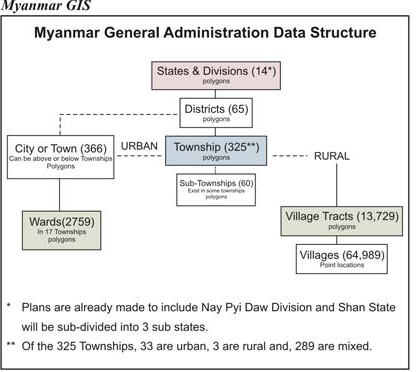 Myanmar GIS
Myanmar General Administration Data Structure
States & Divisions (14*)
polygons
Districts (65)
polygons
City or Town (366)
Can be above or below Townships
Polygons
URBAN
Township (325**)
polygons
RURAL
Sub-Townships (60)
Exist in some townships
polygons
Wards(2759)
In 17 Townships
polygons
Village Tracts (13,729)
polygons
Villages (64,989)
Point locations
* Plans are already made to include Nay Pyi Daw Division and Shan State
will be sub-divided into 3 sub states.
** Of the 325 Townships, 33 are urban, 3 are rural and, 289 are mixed.